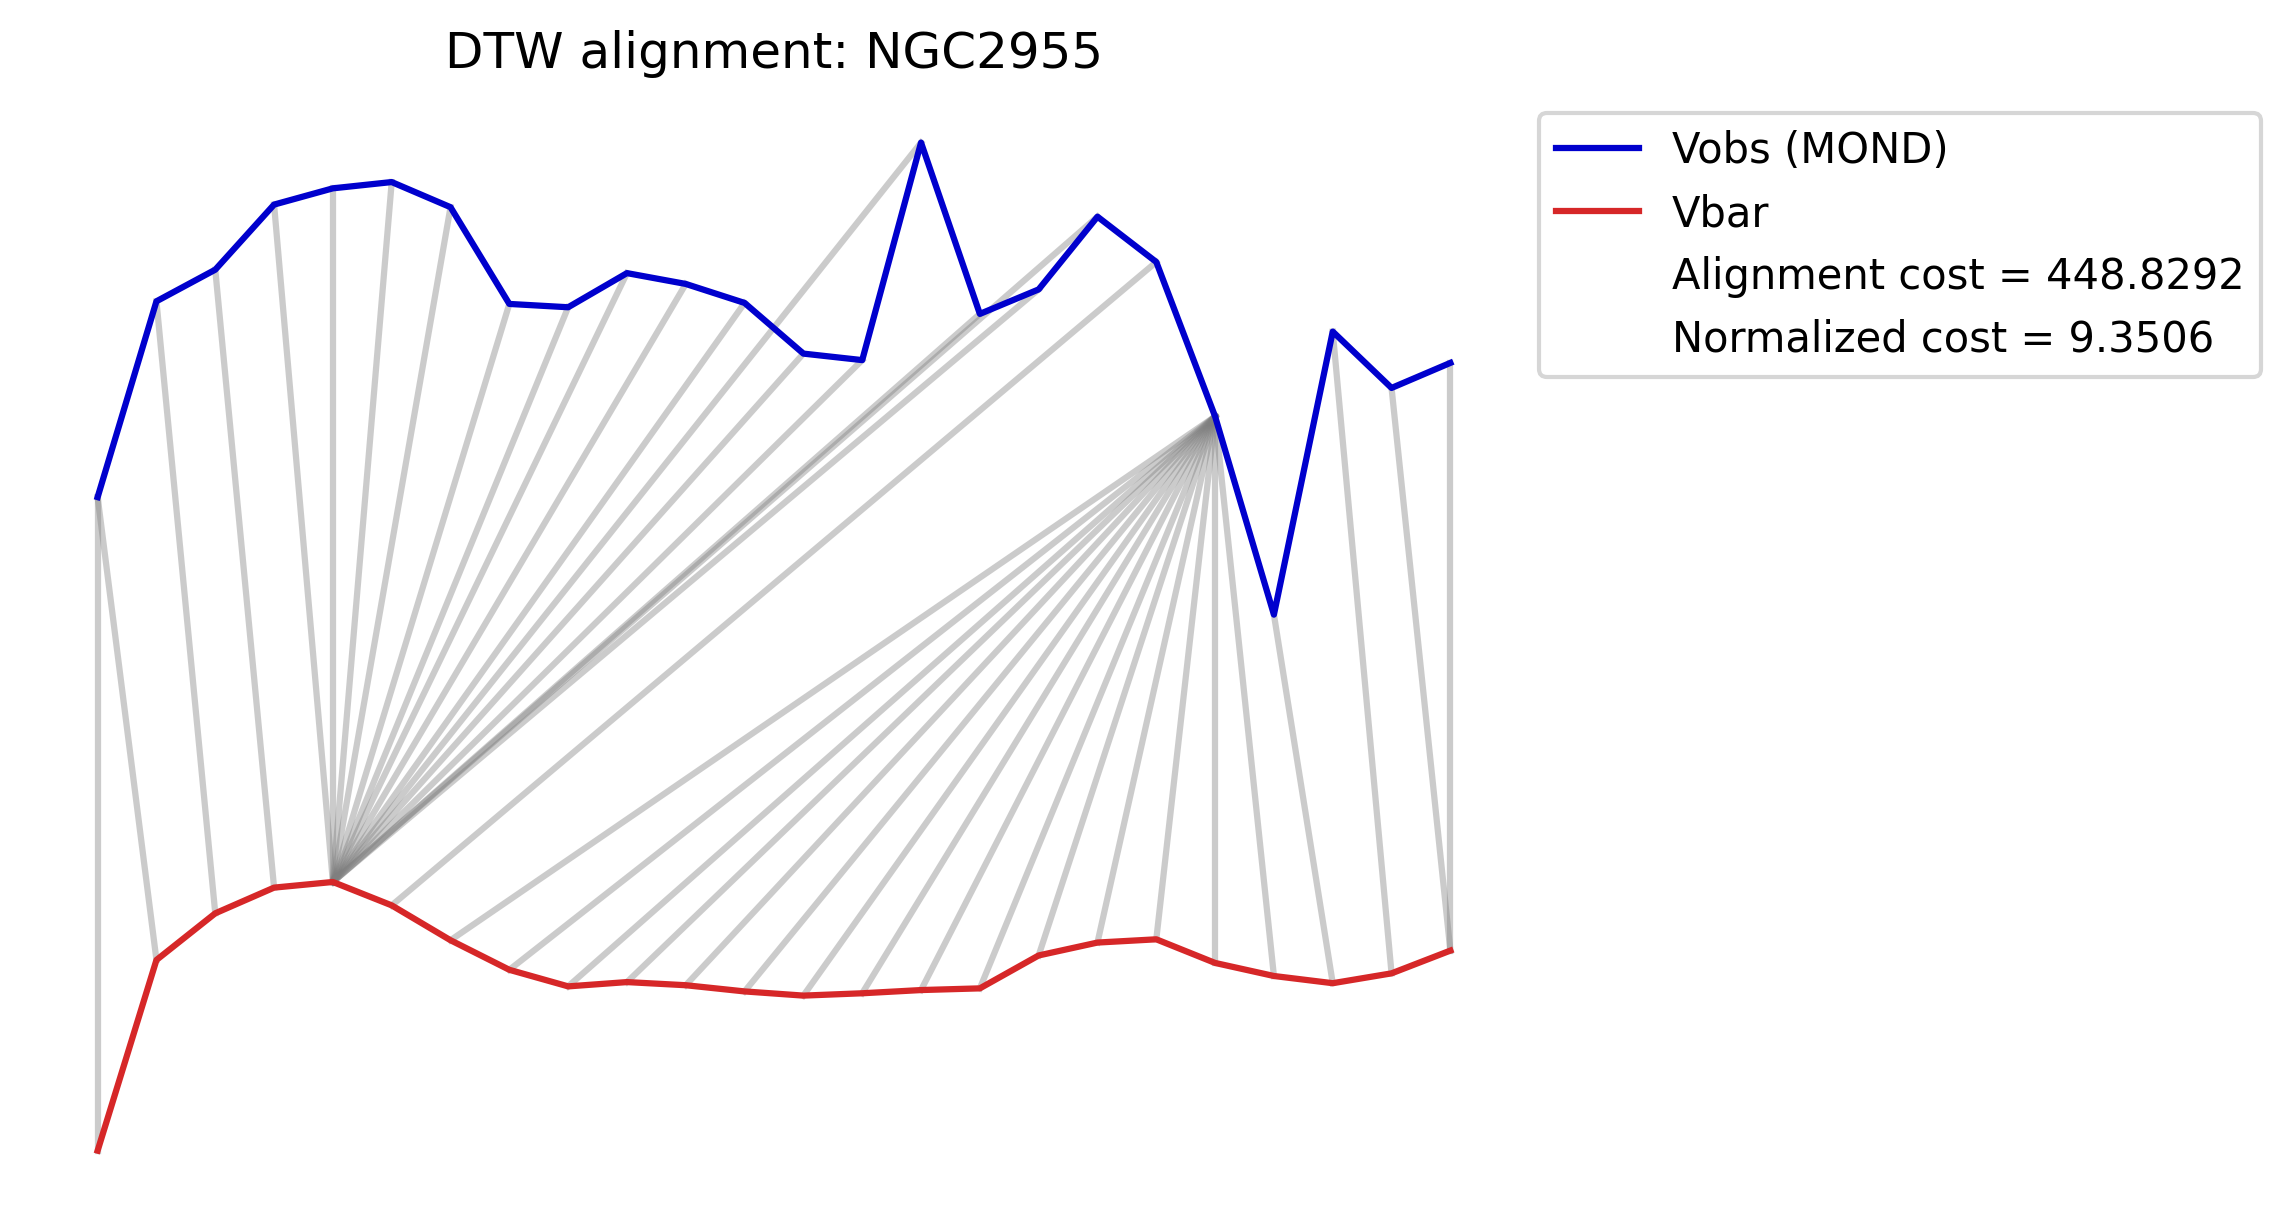 DTW alignment: NGC2955
Vobs (MOND)
Vbar
Alignment cost = 448.8292
Normalized cost = 9.3506